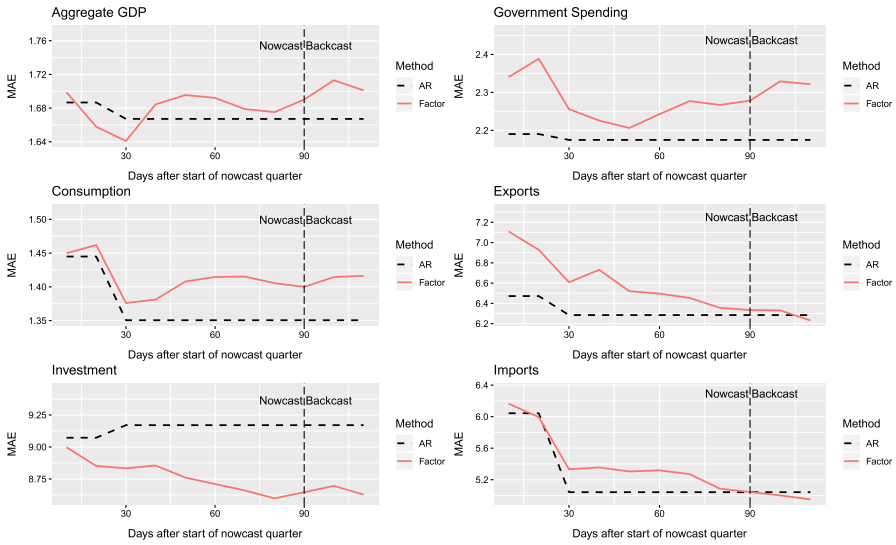 Aggregate GDP
MAE
1.76
1.72
1.68
1.64
Nowcast Backcast
30
60
90
Days after start of nowcast quarter
Method
AR
Factor
Government Spending
MAE
2.4
2.3
2.2
Nowcast Backcast
30
60
90
Days after start of nowcast quarter
Method
AR
Factor
Consumption
MAE
1.50
1.45
1.40
1.35
Nowcast Backcast
30
60
90
Days after start of nowcast quarter
Method
AR
Factor
Exports
MAE
7.2
7.0
6.8
6.6
6.4
6.2
Nowcast Backcast
30
60
90
Days after start of nowcast quarter
Method
AR
Factor
Investment
MAE
9.25
9.00
8.75
Nowcast Backcast
30
60
90
Days after start of nowcast quarter
Method
AR
Factor
Imports
MAE
6.4
6.0
5.6
5.2
Nowcast Backcast
30
60
90
Days after start of nowcast quarter
Method
AR
Factor